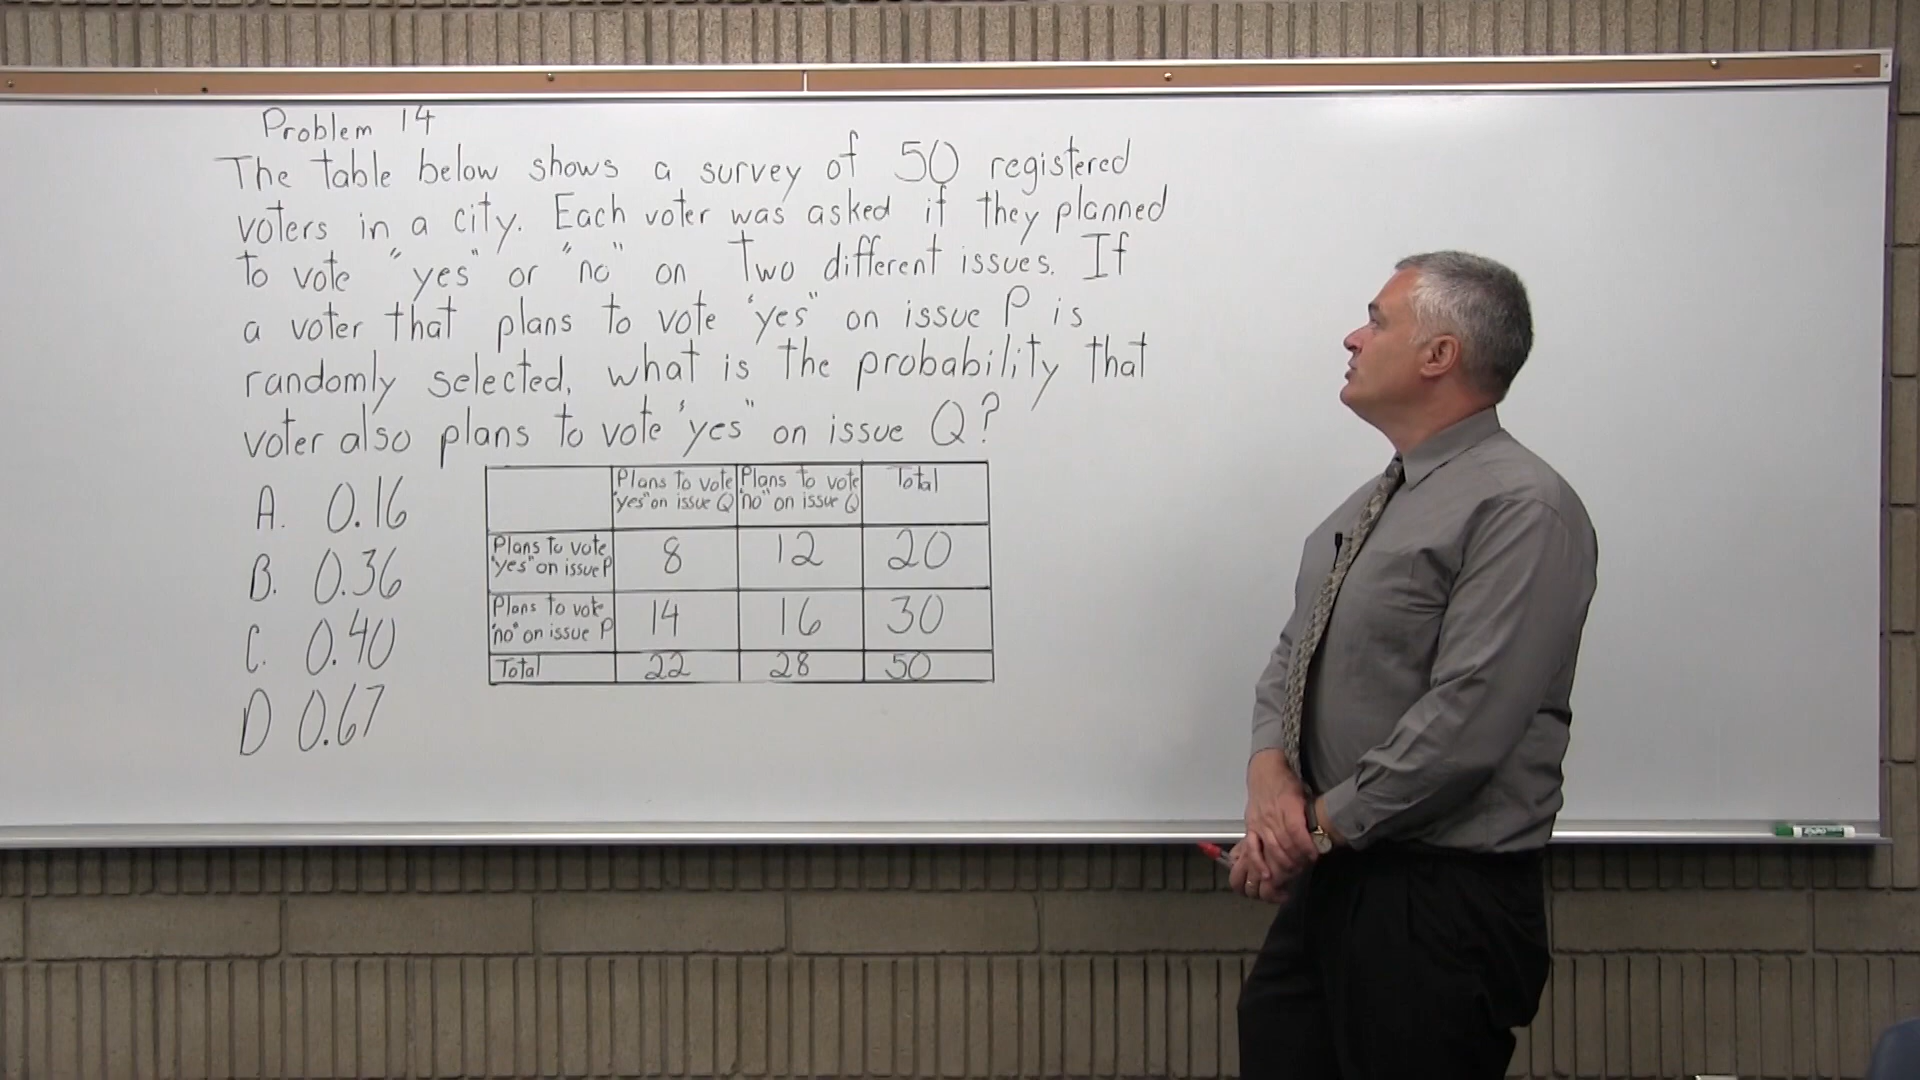 Problem 14
The table below shows a survey of 50 registered
voters in a city. Each voter was asked if they planned
to vote "yes" or "no" on two different issues. If
a voter that plans to vote "yes" on issue P is
randomly selected, what is the probability that
voter also plans to vote "yes" on issue Q?
A. 0.16
B. 0.36
C. 0.40
D 0.67
Plans to vote "yes" on issue Q Plans to vote "no" on issue Q Total
Plans to vote "yes" on issue P 8 12 20
Plans to vote "no" on issue P 14 16 30
Total 22 28 50